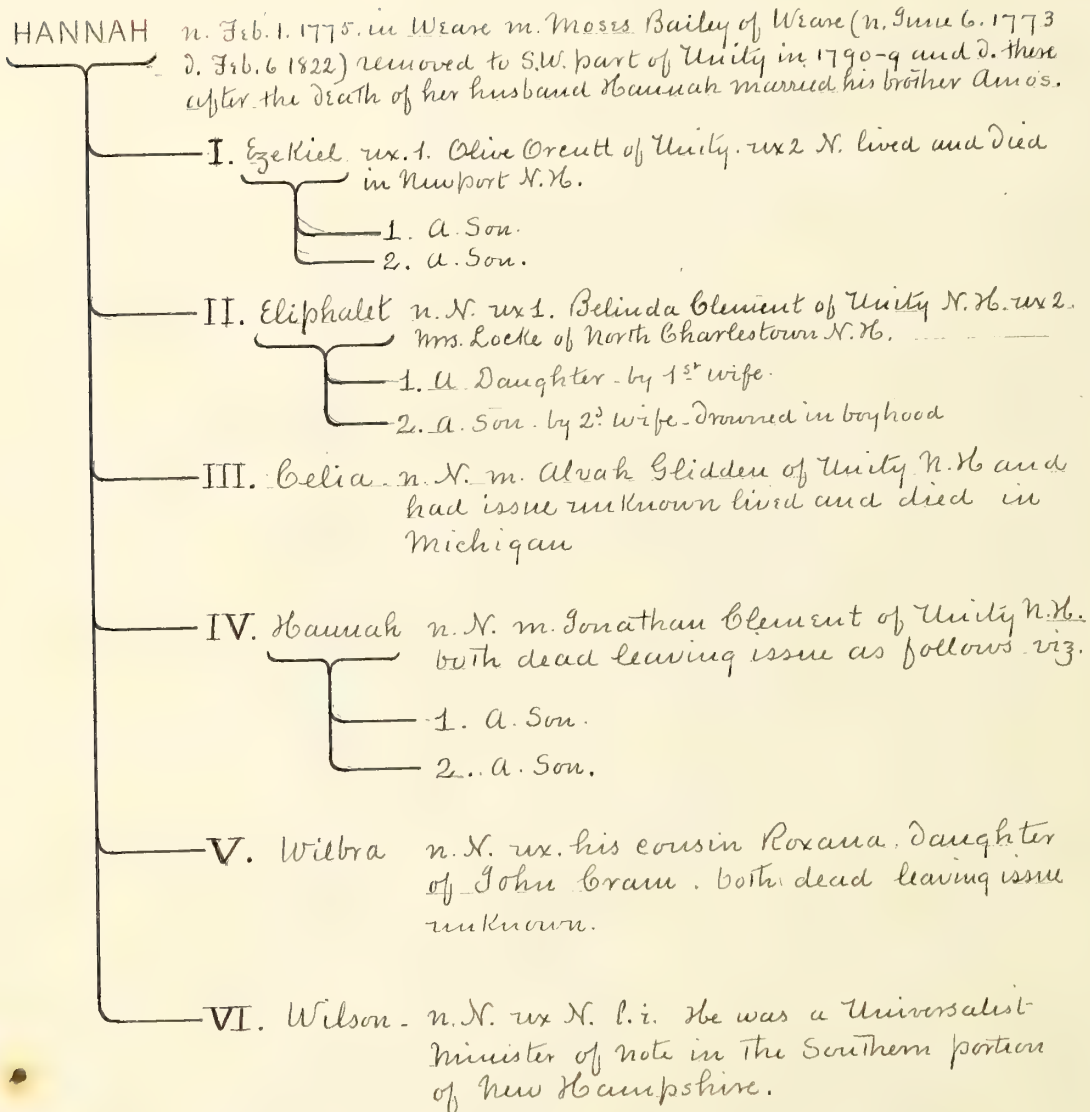 HANNAH n. Feb. 1. 1775. in Weare m. Moses Bailey of Weare (n. June 6. 1773
d. Feb. 6 1822) removed to S.W. part of Unity in 1790-9 and d. there
after the death of her husband Hannah married his brother Amos.
I. Ezekiel ux. 1. Olive Orcutt of Unity. ux 2 N. lived and died
in Newport N.H.
1. A. Son.
2. A. Son.
II. Eliphalet n. N. ux 1. Belinda Clement of Unity N.H. ux 2.
Mrs. Locke of North Charlestown N.H.
1. A Daughter - by 1st wife.
2. A. Son. by 2d wife - drowned in boyhood
III. Celia - n. N. m. Alvah Glidden of Unity N.H and
had issue unknown lived and died in
Michigan
IV. Hannah n. N. m. Jonathan Clement of Unity N.H.
both dead leaving issue as follows viz.
1. A. Son.
2. A. Son.
V. Wilbra n. N. ux. his cousin Roxana. Daughter
of John Cram. both dead leaving issue
unknown.
VI. Wilson - n. N. ux N. l. i. He was a Universalist
Minister of note in The Southern portion
of New Hampshire.